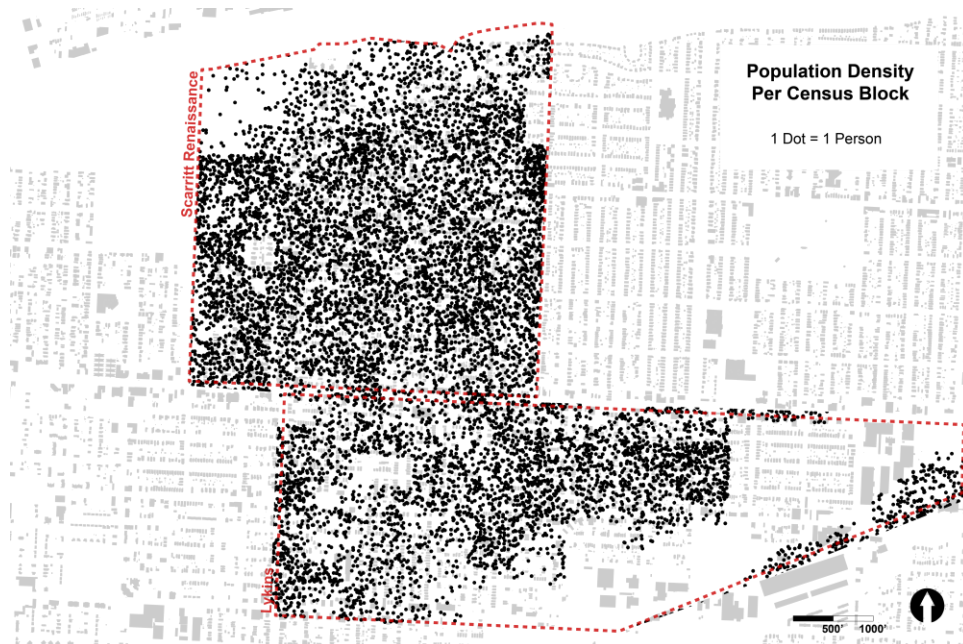 Population Density
Per Census Block
1 Dot = 1 Person
Scarritt Renaissance
Lykins
500' 1000'